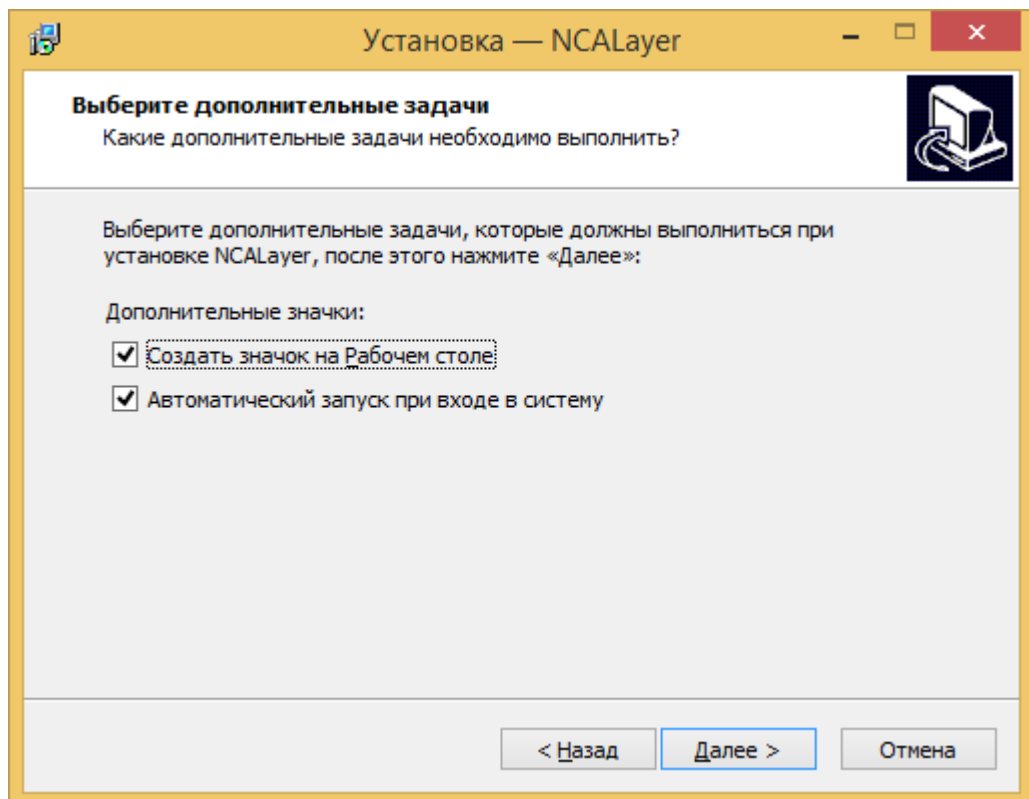 Установка — NCALayer
Выберите дополнительные задачи
Какие дополнительные задачи необходимо выполнить?
Выберите дополнительные задачи, которые должны выполниться при
установке NCALayer, после этого нажмите «Далее»:
Дополнительные значки:
Создать значок на Рабочем столе
Автоматический запуск при входе в систему
< Назад
Далее >
Отмена